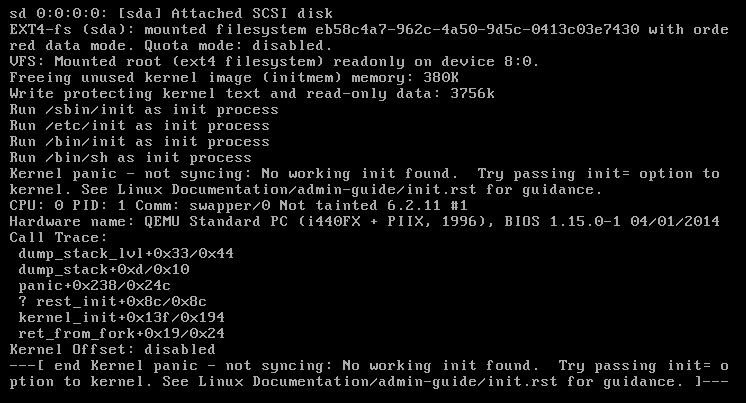 sd 0:0:0:0: [sda] Attached SCSI disk
EXT4-fs (sda): mounted filesystem eb58c4a7-962c-4a50-9d5c-0413c03e7430 with orde
red data mode. Quota mode: disabled.
VFS: Mounted root (ext4 filesystem) readonly on device 8:0.
Freeing unused kernel image (initmem) memory: 380K
Write protecting kernel text and read-only data: 3756k
Run /sbin/init as init process
Run /etc/init as init process
Run /bin/init as init process
Run /bin/sh as init process
Kernel panic - not syncing: No working init found.  Try passing init= option to
kernel. See Linux Documentation/admin-guide/init.rst for guidance.
CPU: 0 PID: 1 Comm: swapper/0 Not tainted 6.2.11 #1
Hardware name: QEMU Standard PC (i440FX + PIIX, 1996), BIOS 1.15.0-1 04/01/2014
Call Trace:
 dump_stack_lvl+0x33/0x44
 dump_stack+0xd/0x10
 panic+0x238/0x24c
 ? rest_init+0x8c/0x8c
 kernel_init+0x13f/0x194
 ret_from_fork+0x19/0x24
Kernel Offset: disabled
---[ end Kernel panic - not syncing: No working init found.  Try passing init= o
ption to kernel. See Linux Documentation/admin-guide/init.rst for guidance. ]---